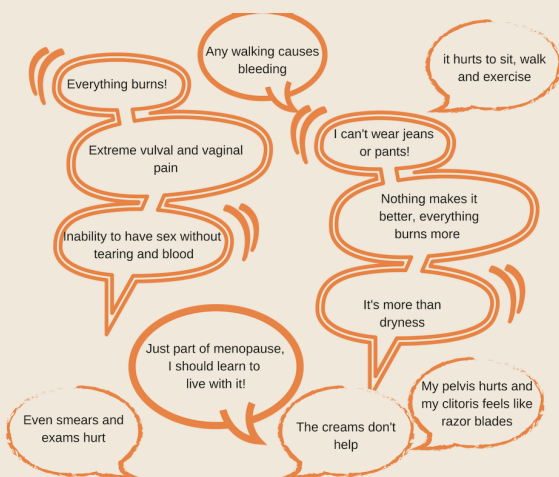 Any walking causes
bleeding
it hurts to sit, walk
and exercise
Everything burns!
I can't wear jeans
or pants!
Extreme vulval and vaginal
pain
Nothing makes it
better, everything
burns more
Inability to have sex without
tearing and blood
It's more than
dryness
Just part of menopause,
I should learn to
live with it!
My pelvis hurts and
my clitoris feels like
razor blades
Even smears and
exams hurt
The creams don't
help